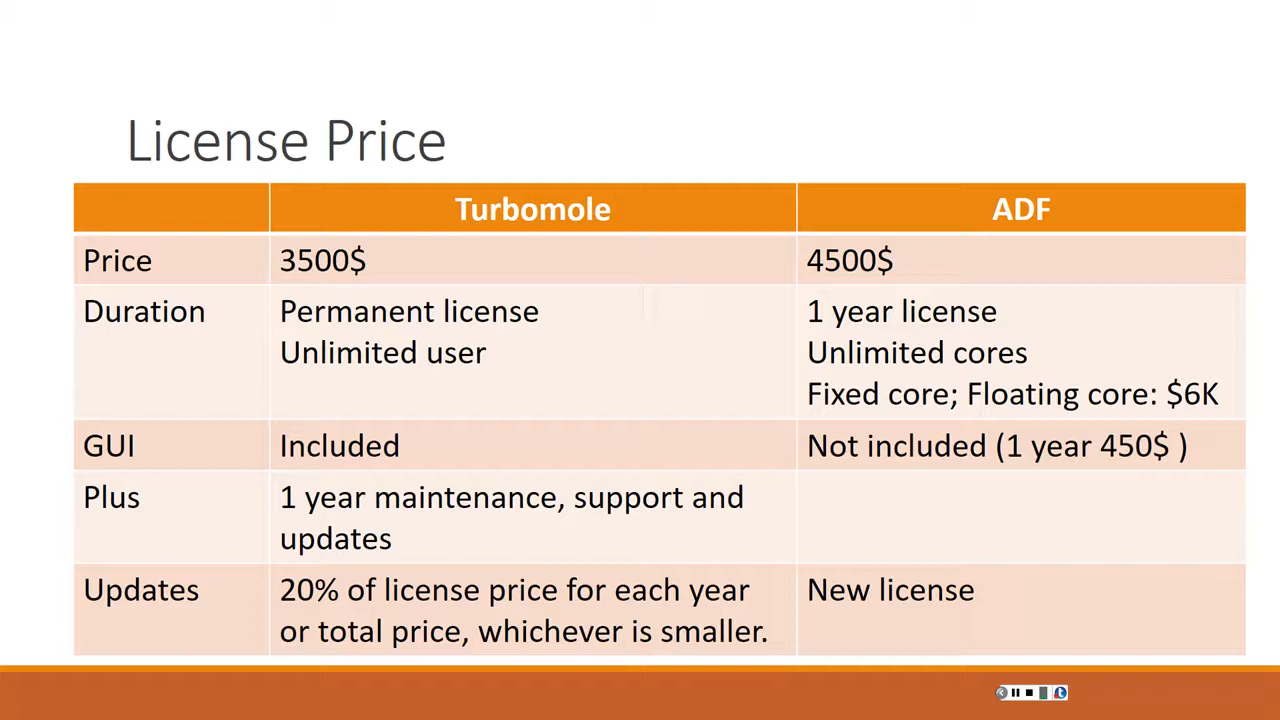 License Price
Turbomole
ADF
Price
3500$
4500$
Duration
Permanent license
Unlimited user
1 year license
Unlimited cores
Fixed core; Floating core: $6K
GUI
Included
Not included (1 year 450$ )
Plus
1 year maintenance, support and
updates
Updates
20% of license price for each year
or total price, whichever is smaller.
New license